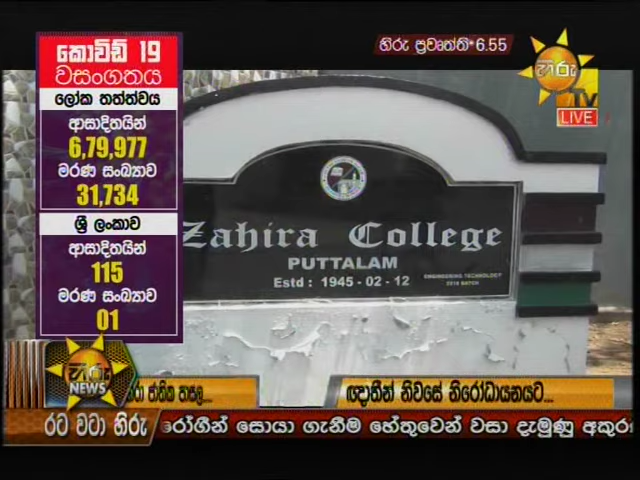 කොවිඩ් 19
වසංගතය
ලෝක තත්ත්වය
ආසාදිතයින්
6,79,977
මරණ සංඛ්‍යාව
31,734
ශ්‍රී ලංකාව
ආසාදිතයින්
115
මරණ සංඛ්‍යාව
01
හිරු ප්‍රවෘත්ති*6.55
හිරු
TV
LIVE
Zahira College
PUTTALAM
Estd : 1945 - 02 - 12
ENGINEERING TECHNOLOGY
2018 BATCH
හිරු
NEWS
ඥාතීන් නිවසේ නිරෝධායනයට...
රට වටා හිරු
රෝගීන් සොයා ගැනීම හේතුවෙන් වසා දැමුණු අකුර